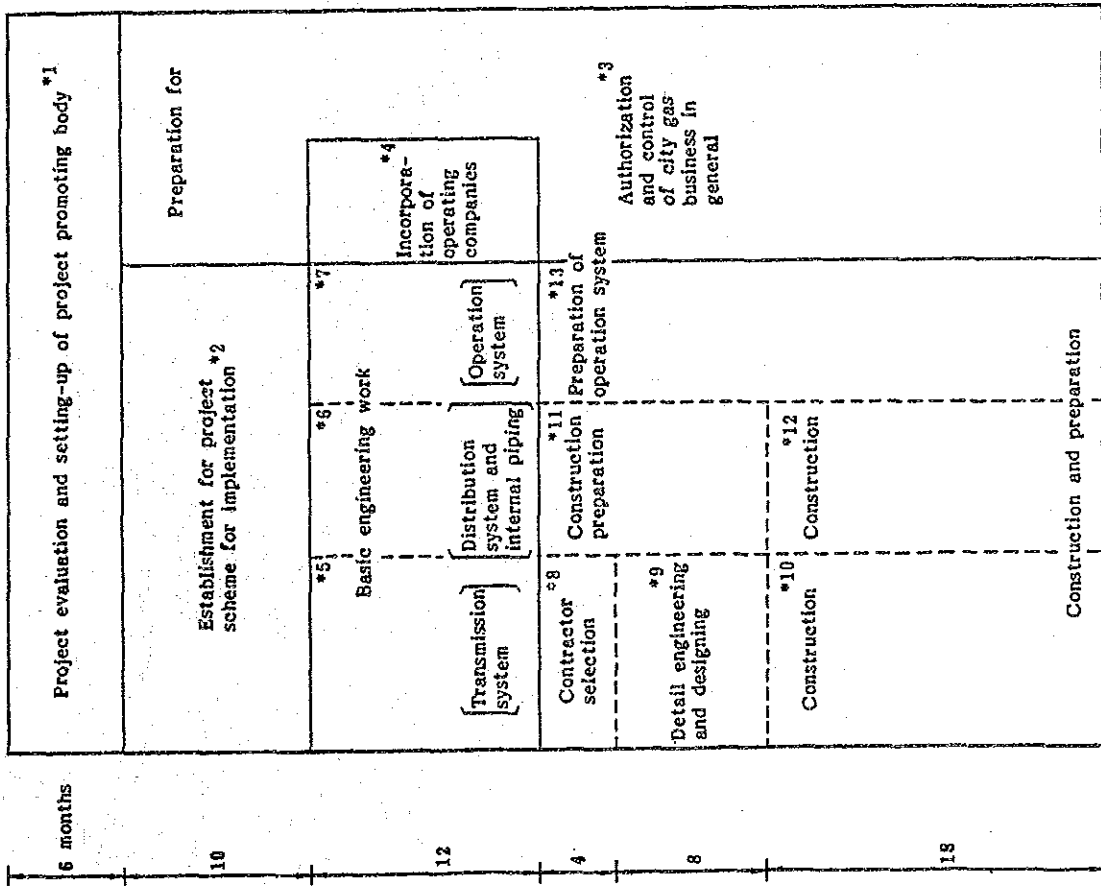 6 months
Project evaluation and setting-up of project promoting body *1
10
Establishment for project
scheme for implementation *2
Preparation for
12
*5
*6
*7
Basic engineering work
[Transmission
system]
[Distribution
system and
internal piping]
[Operation
system]
*4
Incorpora-
tion of
operating
companies
4
*8
Contractor
selection
*11
Construction
preparation
*13
Preparation of
operation system
*3
Authorization
and control
of city gas
business in
general
8
*9
Detail engineering
and designing
18
*10
Construction
*12
Construction
Construction and preparation